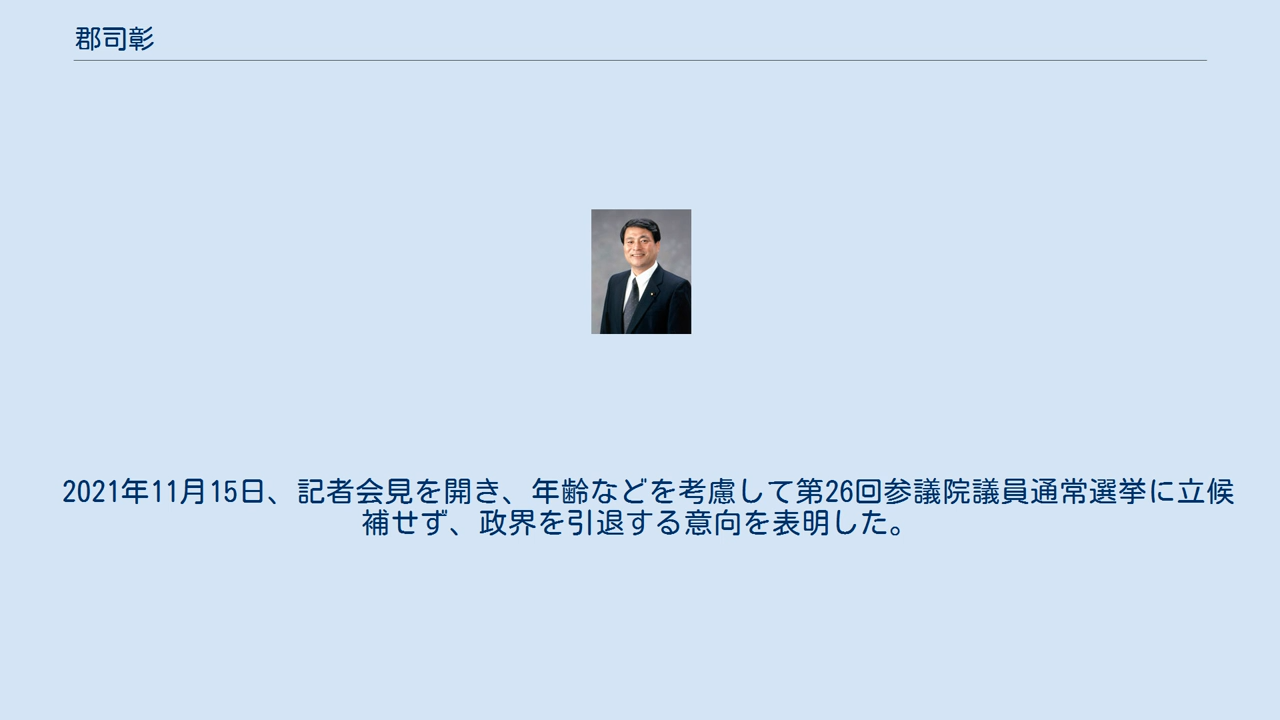 郡司彰
2021年11月15日、記者会見を開き、年齢などを考慮して第26回参議院議員通常選挙に立候
補せず、政界を引退する意向を表明した。